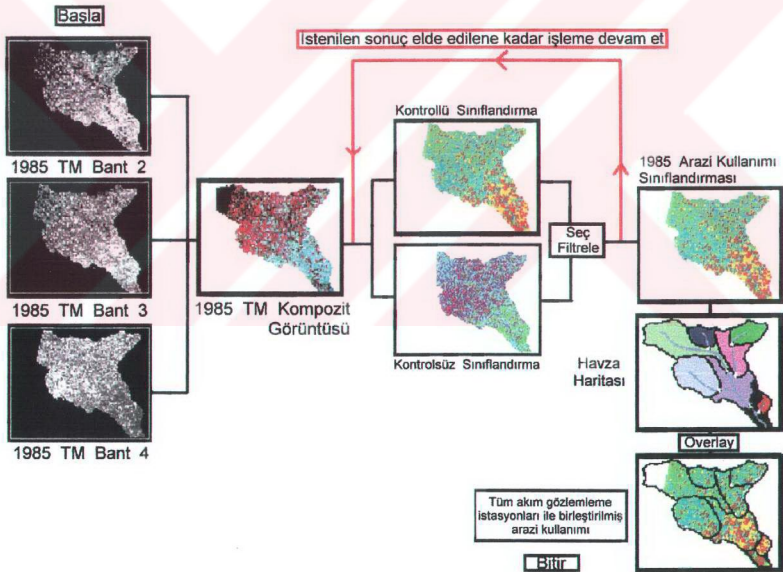 Başla
İstenilen sonuç elde edilene kadar işleme devam et
1985 TM Bant 2
1985 TM Bant 3
1985 TM Bant 4
1985 TM Kompozit
Görüntüsü
Kontrollü Sınıflandırma
Kontrolsüz Sınıflandırma
Seç
Filtrele
1985 Arazi Kullanımı
Sınıflandırması
Havza
Haritası
Overlay
Tüm akım gözlemleme
istasyonları ile birleştirilmiş
arazi kullanımı
Bitir